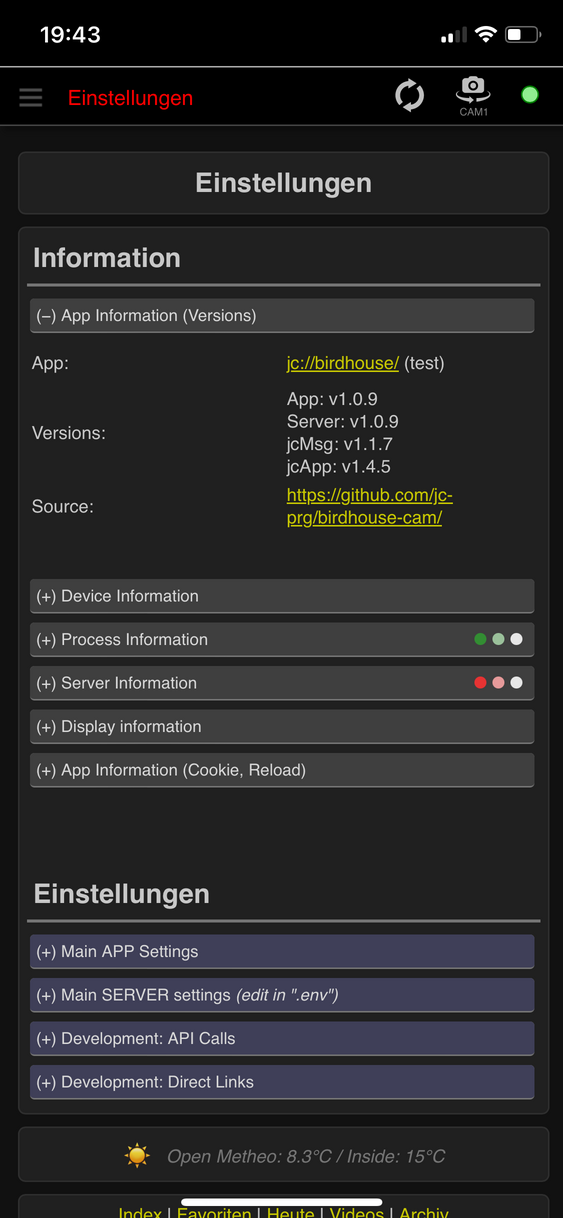 19:43
Einstellungen
CAM1
Einstellungen
Information
(−) App Information (Versions)
App: jc://birdhouse/ (test)
Versions:
App: v1.0.9
Server: v1.0.9
jcMsg: v1.1.7
jcApp: v1.4.5
Source:
https://github.com/jc-
prg/birdhouse-cam/
(+) Device Information
(+) Process Information
(+) Server Information
(+) Display information
(+) App Information (Cookie, Reload)
Einstellungen
(+) Main APP Settings
(+) Main SERVER settings (edit in ".env")
(+) Development: API Calls
(+) Development: Direct Links
Open Metheo: 8.3°C / Inside: 15°C
Index | Favoriten | Heute | Videos | Archiv